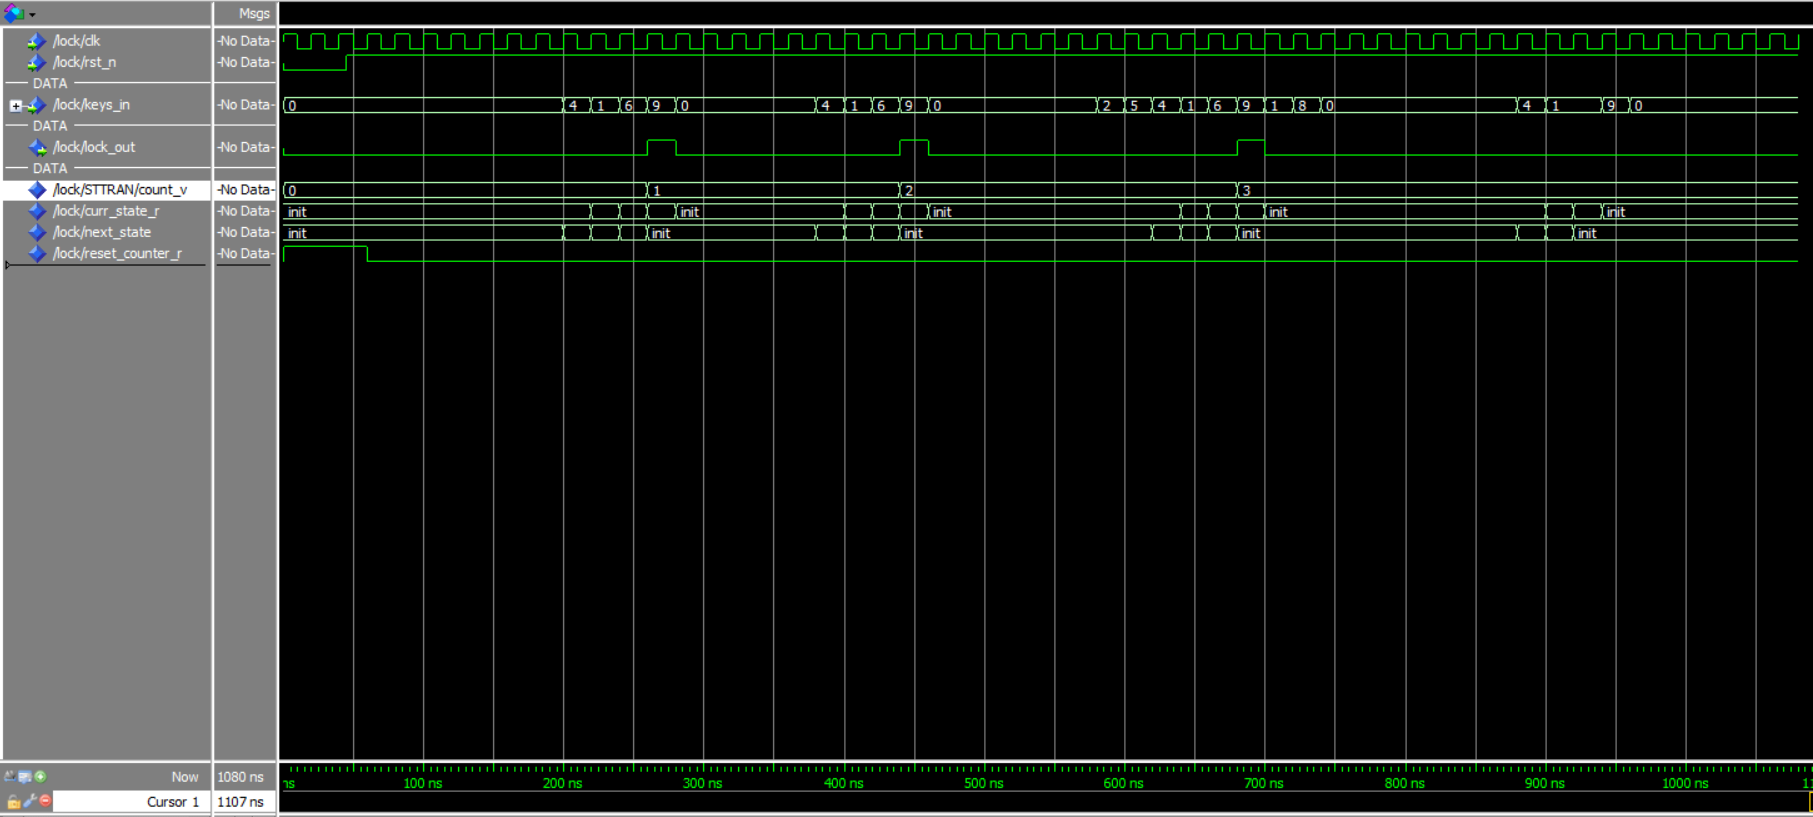 Msgs
/lock/clk -No Data-
/lock/rst_n -No Data-
DATA
/lock/keys_in -No Data- 0 4 1 6 9 0 4 1 6 9 0 2 5 4 1 6 9 1 8 0 4 1 9 0
DATA
/lock/lock_out -No Data-
DATA
/lock/STTRAN/count_v -No Data- 0 1 2 3
/lock/curr_state_r -No Data- init init init init init
/lock/next_state -No Data- init init init init init
/lock/reset_counter_r -No Data-
Now 1080 ns ns 100 ns 200 ns 300 ns 400 ns 500 ns 600 ns 700 ns 800 ns 900 ns 1000 ns 11
Cursor 1 1107 ns